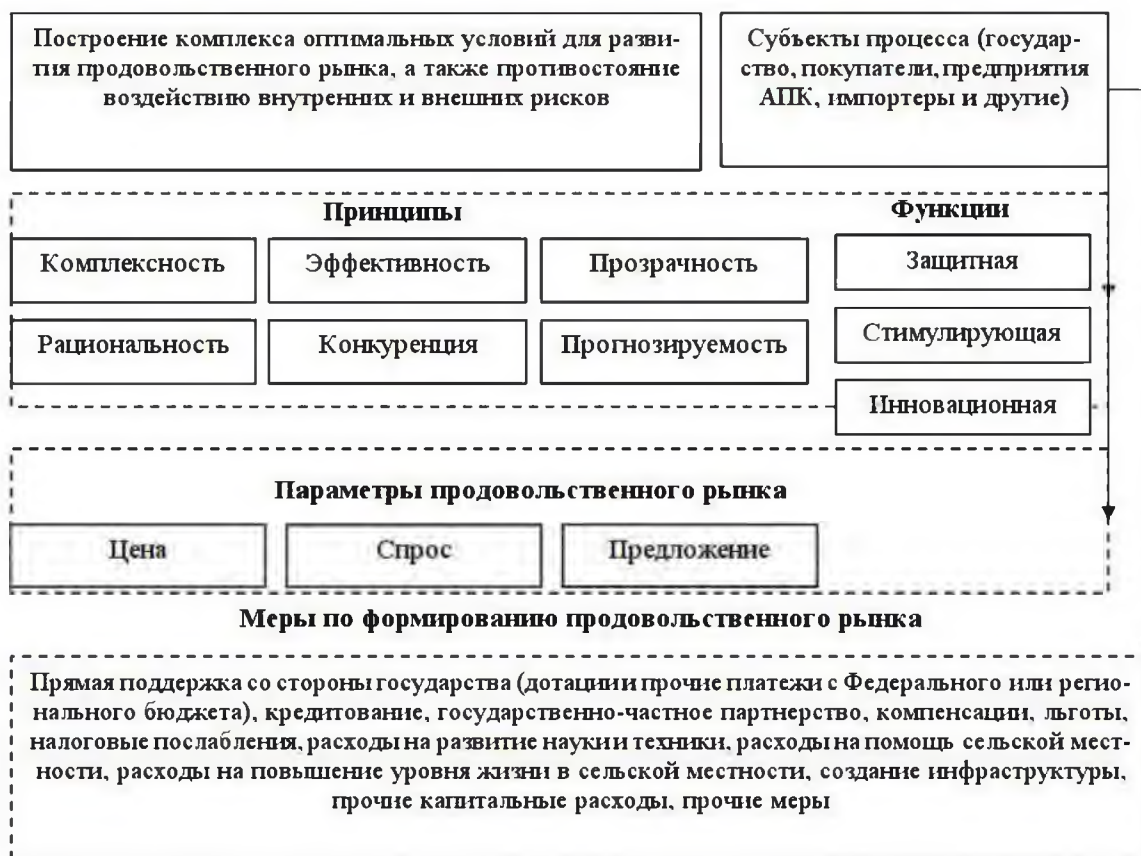 Построение комплекса оптимальных условий для разви-
тия продовольственного рынка, а также противостояние
воздействию внутренних и внешних рисков
Субъекты процесса (государ-
ство, покупатели, предприятия
АПК, импортеры и другие)
Принципы
Функции
Комплексность
Эффективность
Прозрачность
Защитная
Рациональность
Конкуренция
Прогнозируемость
Стимулирующая
Инновационная
Параметры продовольственного рынка
Цена
Спрос
Предложение
Меры по формированию продовольственного рынка
Прямая поддержка со стороны государства (дотации и прочие платежи с Федерального или регио-
нального бюджета), кредитование, государственно-частное партнерство, компенсации, льготы,
налоговые послабления, расходы на развитие науки и техники, расходы на помощь сельской мест-
ности, расходы на повышение уровня жизни в сельской местности, создание инфраструктуры,
прочие капитальные расходы, прочие меры